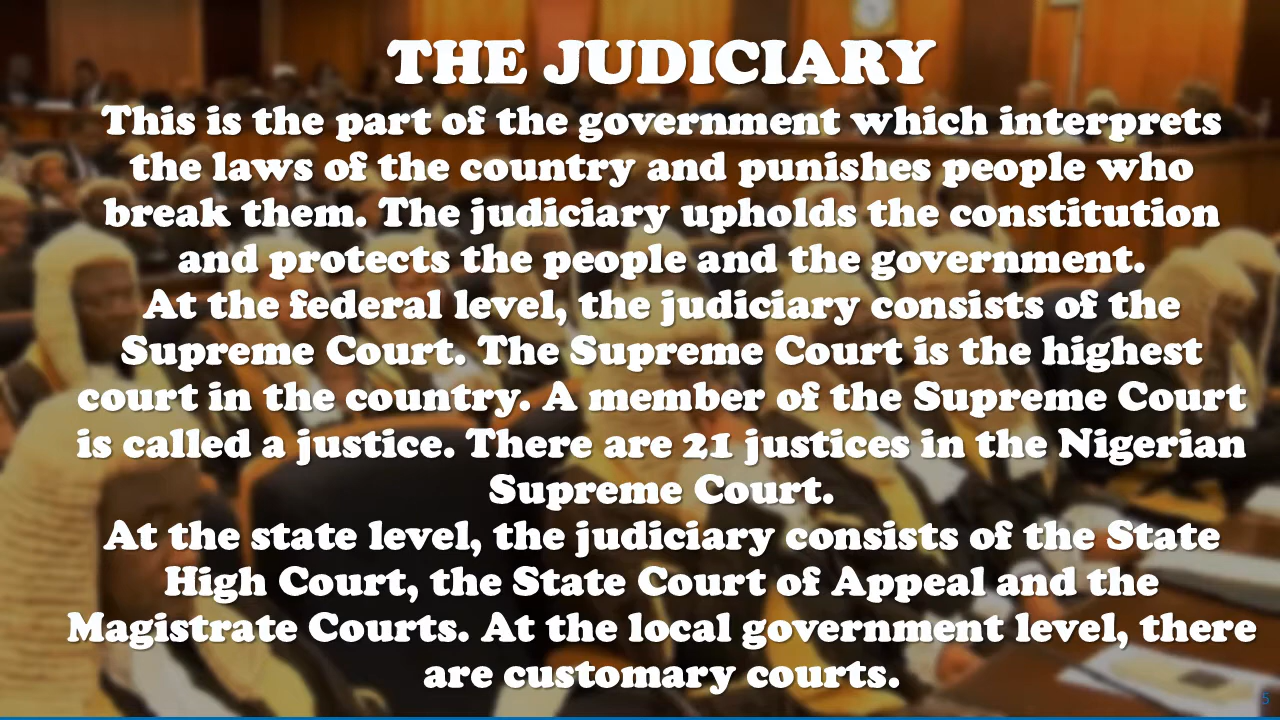 THE JUDICIARY
This is the part of the government which interprets
the laws of the country and punishes people who
break them. The judiciary upholds the constitution
and protects the people and the government.
At the federal level, the judiciary consists of the
Supreme Court. The Supreme Court is the highest
court in the country. A member of the Supreme Court
is called a justice. There are 21 justices in the Nigerian
Supreme Court.
At the state level, the judiciary consists of the State
High Court, the State Court of Appeal and the
Magistrate Courts. At the local government level, there
are customary courts.
5